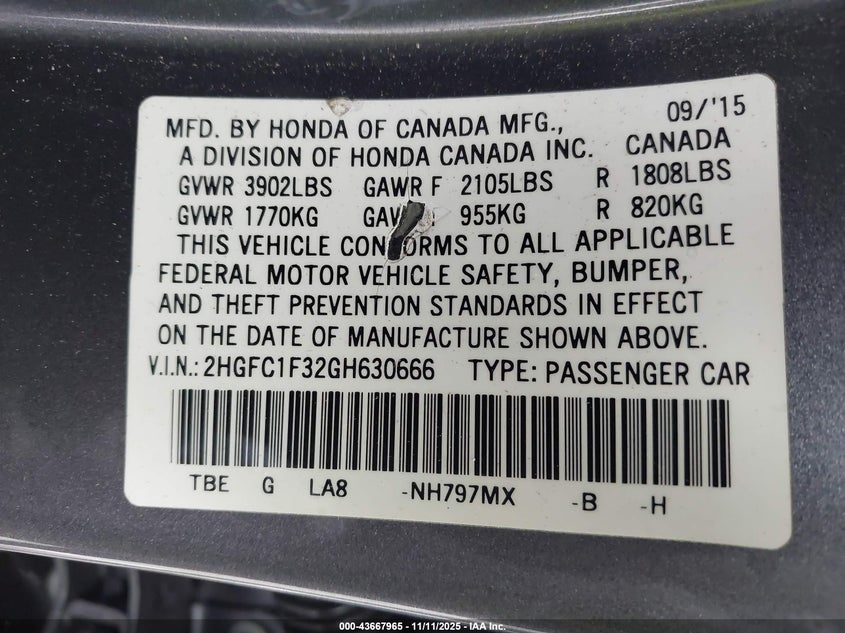 09/'15
MFD. BY HONDA OF CANADA MFG.,
A DIVISION OF HONDA CANADA INC. CANADA
GVWR 3902LBS GAWR F 2105LBS R 1808LBS
GVWR 1770KG 955KG R 820KG
THIS VEHICLE CONFORMS TO ALL APPLICABLE
FEDERAL MOTOR VEHICLE SAFETY, BUMPER,
AND THEFT PREVENTION STANDARDS IN EFFECT
ON THE DATE OF MANUFACTURE SHOWN ABOVE.
V.I.N.: 2HGFC1F32GH630666 TYPE: PASSENGER CAR
TBE G LA8 -NH797MX -B -H
000-43667965 - 11/11/2025 - IAA Inc.